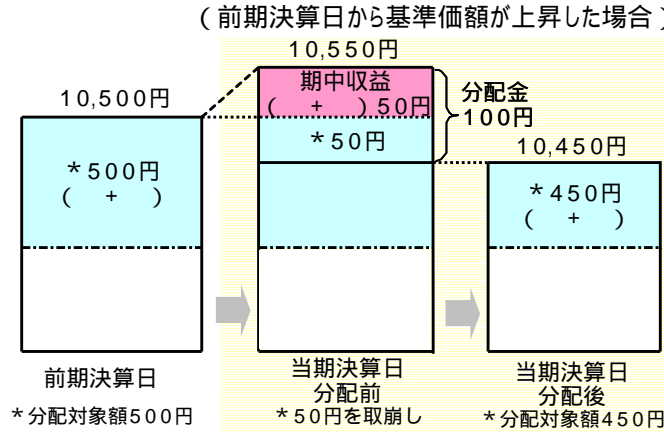 (前期決算日から基準価額が上昇した場合)
10,550円
期中収益
( + )50円
*50円
分配金
100円
10,500円
*500円
( + )
10,450円
*450円
( + )
前期決算日
*分配対象額500円
当期決算日
分配前
*50円を取崩し
当期決算日
分配後
*分配対象額450円